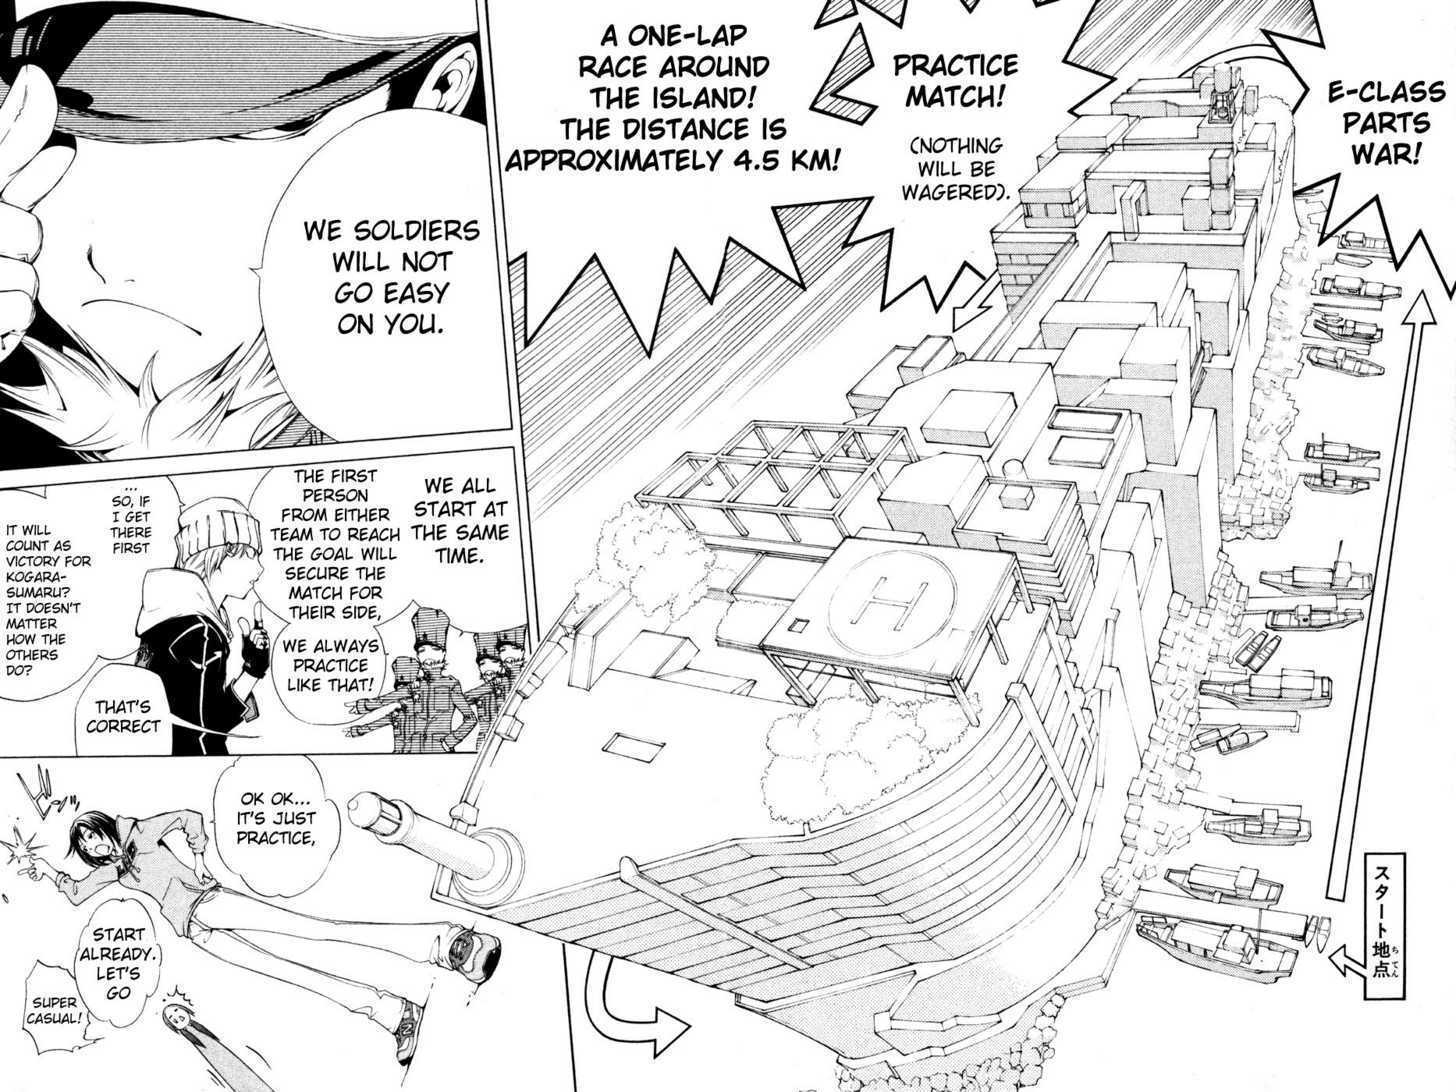 E-CLASS
PARTS
WAR!
PRACTICE
MATCH!
(NOTHING
WILL BE
WAGERED).
A ONE-LAP
RACE AROUND
THE ISLAND!
THE DISTANCE IS
APPROXIMATELY 4.5 KM!
H
スタート地点
ちてん
WE SOLDIERS
WILL NOT
GO EASY
ON YOU.
WE ALL
START AT
THE SAME
TIME.
THE FIRST
PERSON
FROM EITHER
TEAM TO REACH
THE GOAL WILL
SECURE THE
MATCH FOR
THEIR SIDE,
WE ALWAYS
PRACTICE
LIKE THAT!
...
SO, IF
I GET
THERE
FIRST
IT WILL
COUNT AS
VICTORY FOR
KOGARA-
SUMARU?
IT DOESN'T
MATTER
HOW THE
OTHERS
DO?
THAT'S
CORRECT
OK OK...
IT'S JUST
PRACTICE,
START
ALREADY.
LET'S
GO
SUPER
CASUAL!
N